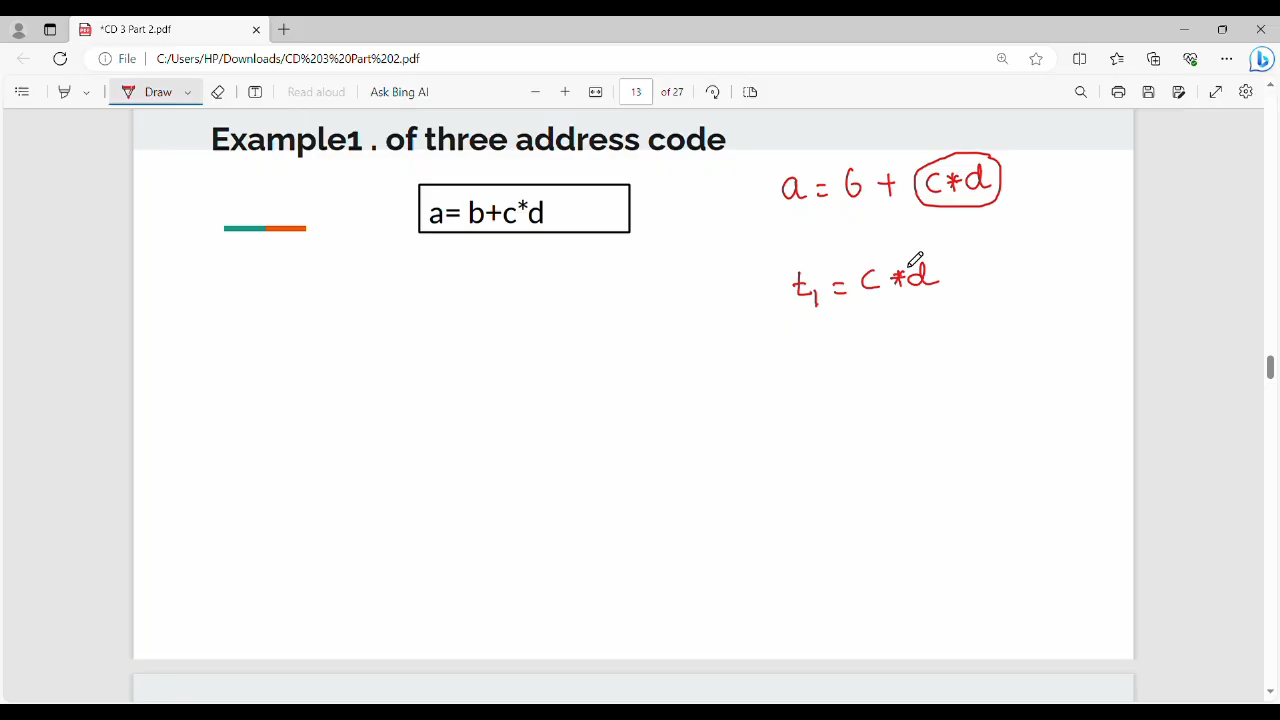 *CD 3 Part 2.pdf
File C:/Users/HP/Downloads/CD%203%20Part%202.pdf
Draw Read aloud Ask Bing AI 13 of 27
Example1 . of three address code
a= b+c*d
a = 6 + c*d
t1 = c *d